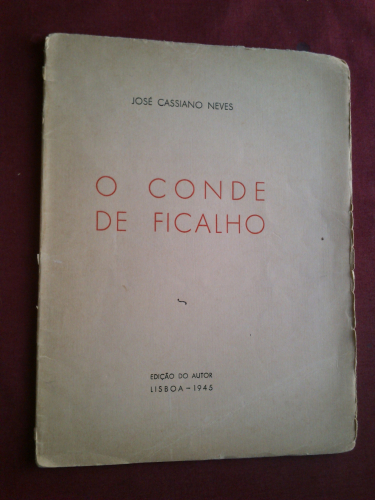 JOSÉ CASSIANO NEVES
O CONDE
DE FICALHO
EDIÇÃO DO AUTOR
LISBOA – 1945